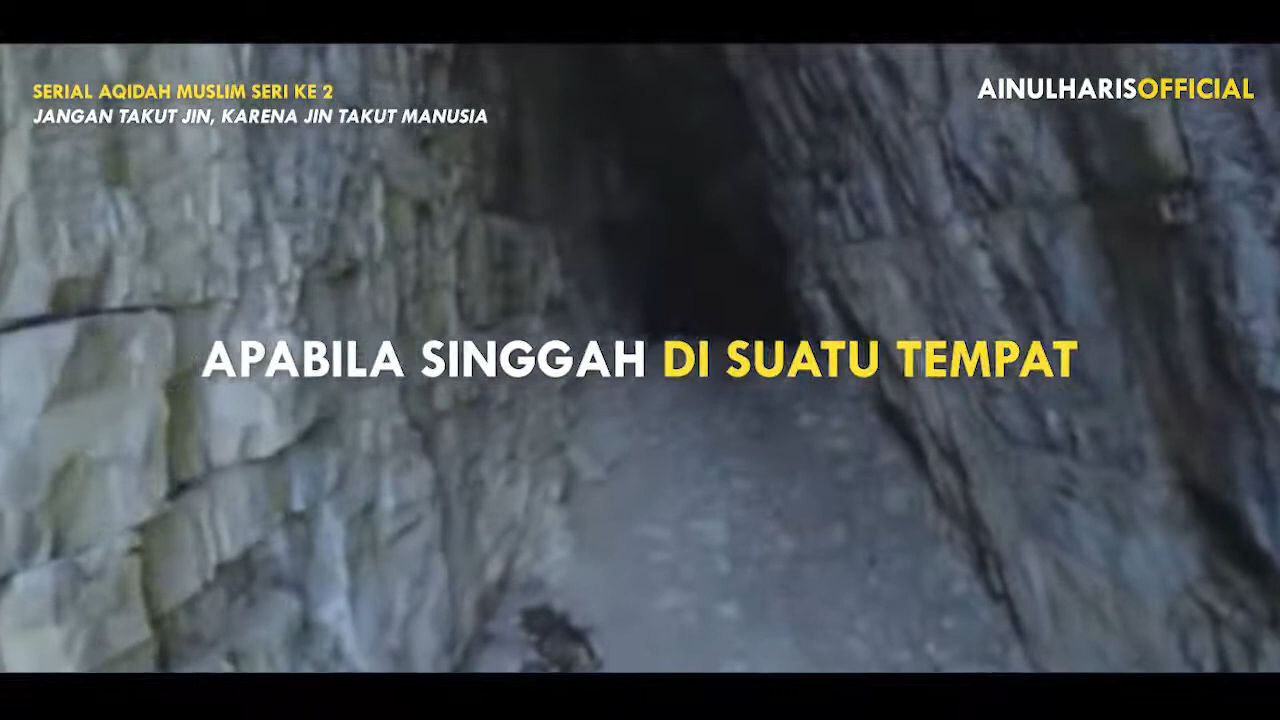 SERIAL AQIDAH MUSLIM SERI KE 2
JANGAN TAKUT JIN, KARENA JIN TAKUT MANUSIA
AINULHARISOFFICIAL
APABILA SINGGAH DI SUATU TEMPAT